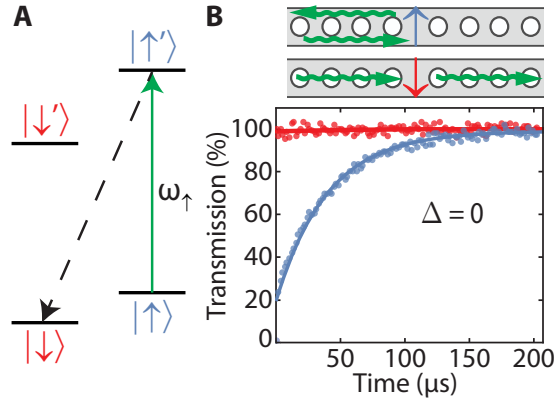 A
|↑′⟩
|↓′⟩
ω↑
|↑⟩
|↓⟩
B
Transmission (%)
100
80
60
40
20
0
Δ = 0
50
100
150
200
Time (µs)